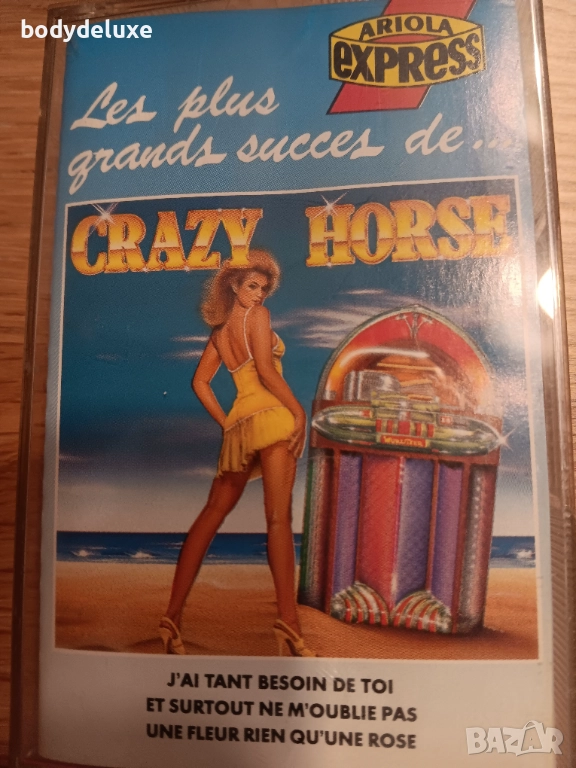 bodydeluxe
ARIOLA
express
Les plus
grands succes de...
CRAZY HORSE
WURLITZER
J'AI TANT BESOIN DE TOI
ET SURTOUT NE M'OUBLIE PAS
UNE FLEUR RIEN QU'UNE ROSE
BAZAR